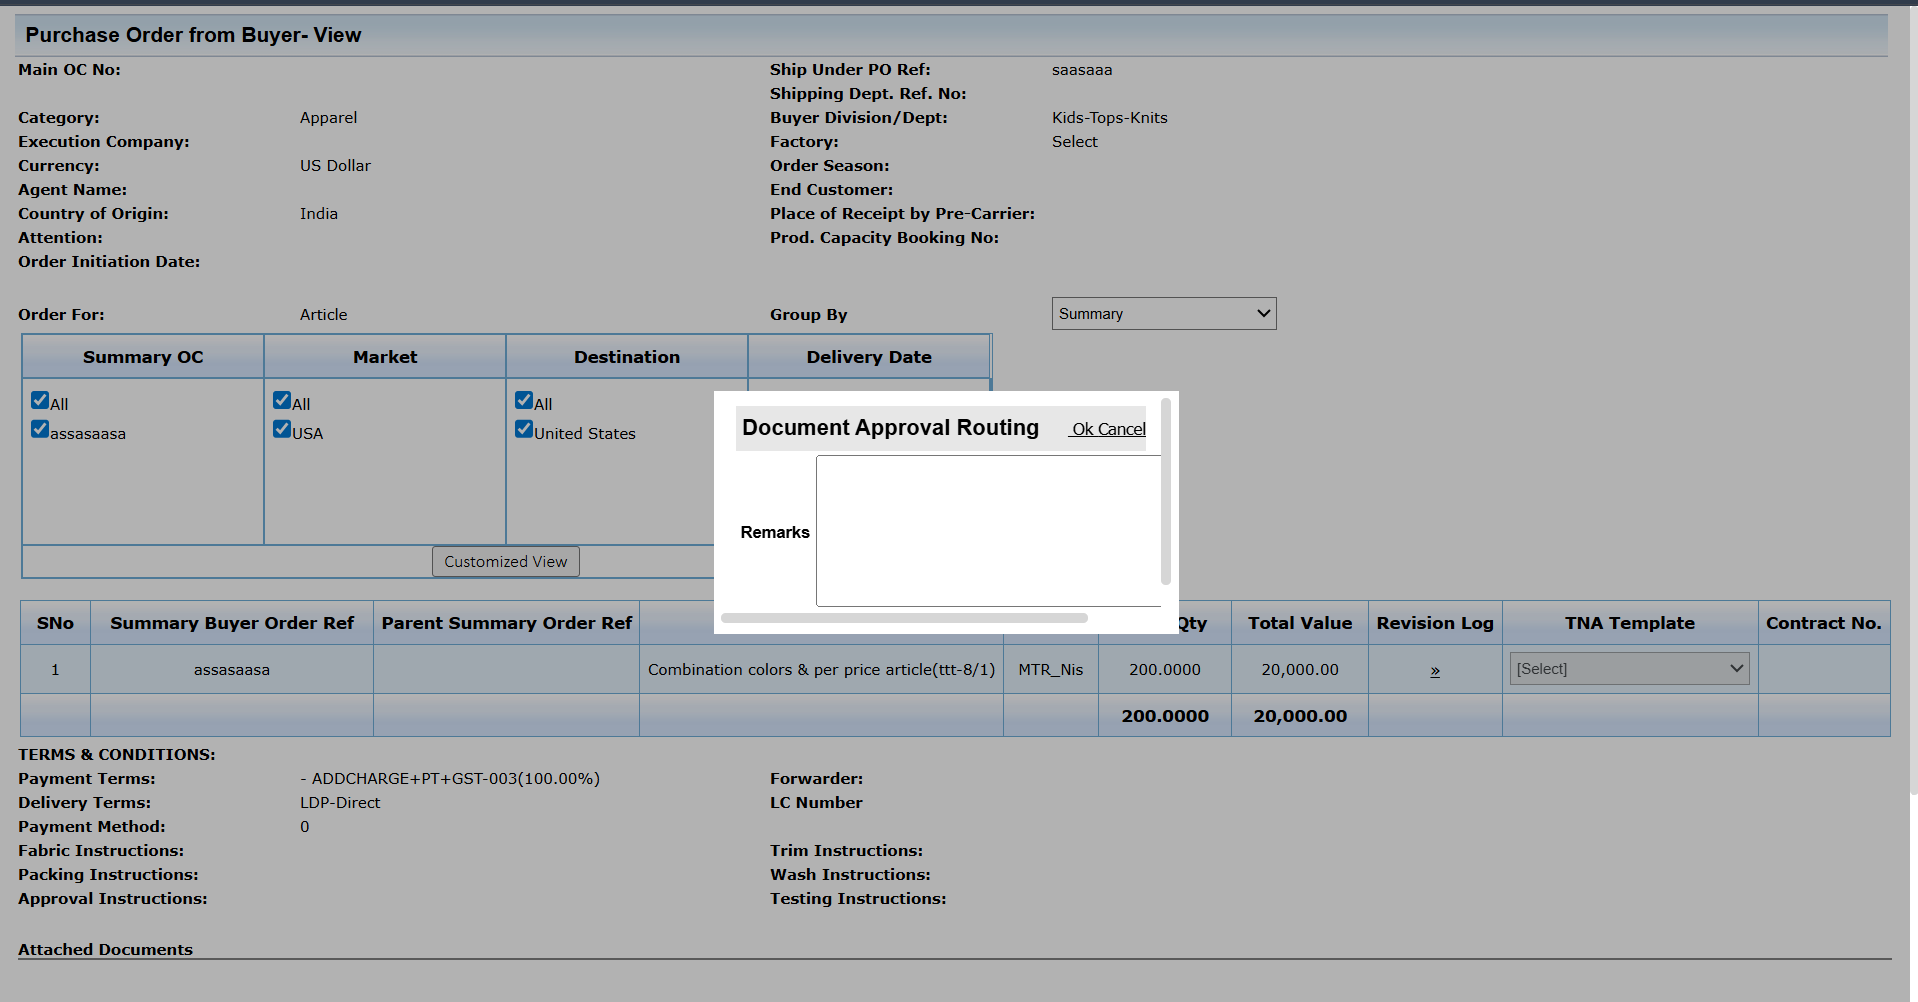 Purchase Order from Buyer- View
Main OC No:
Ship Under PO Ref: saasaaa
Shipping Dept. Ref. No:
Category: Apparel
Buyer Division/Dept: Kids-Tops-Knits
Execution Company:
Factory: Select
Currency: US Dollar
Order Season:
Agent Name:
End Customer:
Country of Origin: India
Place of Receipt by Pre-Carrier:
Attention:
Prod. Capacity Booking No:
Order Initiation Date:
Order For: Article
Group By Summary
Summary OC Market Destination Delivery Date
All All All
assasaasa USA United States
Customized View
Document Approval Routing Ok Cancel
Remarks
SNo Summary Buyer Order Ref Parent Summary Order Ref Qty Total Value Revision Log TNA Template Contract No.
1 assasaasa Combination colors & per price article(ttt-8/1) MTR_Nis 200.0000 20,000.00 » [Select]
200.0000 20,000.00
TERMS & CONDITIONS:
Payment Terms: - ADDCHARGE+PT+GST-003(100.00%)
Forwarder:
Delivery Terms: LDP-Direct
LC Number
Payment Method: 0
Fabric Instructions:
Trim Instructions:
Packing Instructions:
Wash Instructions:
Approval Instructions:
Testing Instructions:
Attached Documents